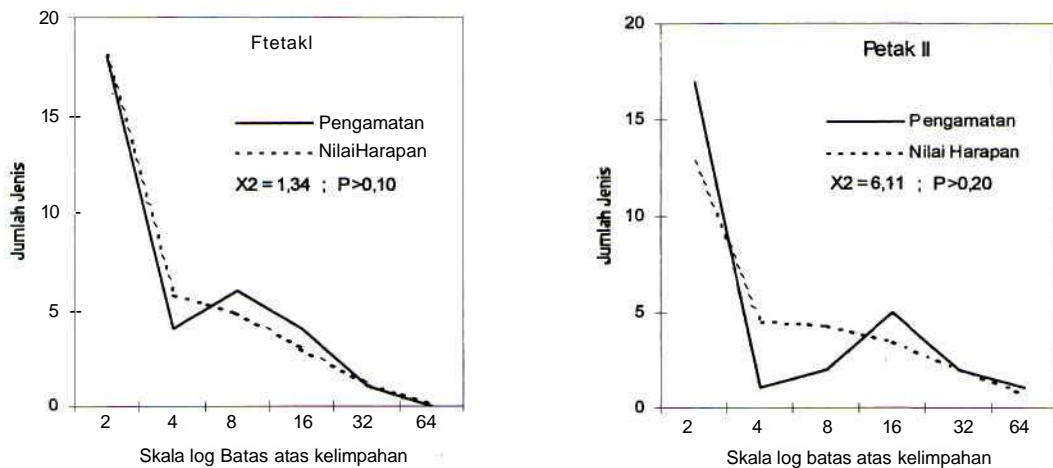 20
15
10
5
0
Jumlah Jenis
FtetakI
Pengamatan
NilaiHarapan
X2 = 1,34 ; P>0,10
2 4 8 16 32 64
Skala log Batas atas kelimpahan
20
15
10
5
0
Jumlah Jenis
Petak II
Pengamatan
Nilai Harapan
X2 = 6,11 ; P>0,20
2 4 8 16 32 64
Skala log batas atas kelimpahan